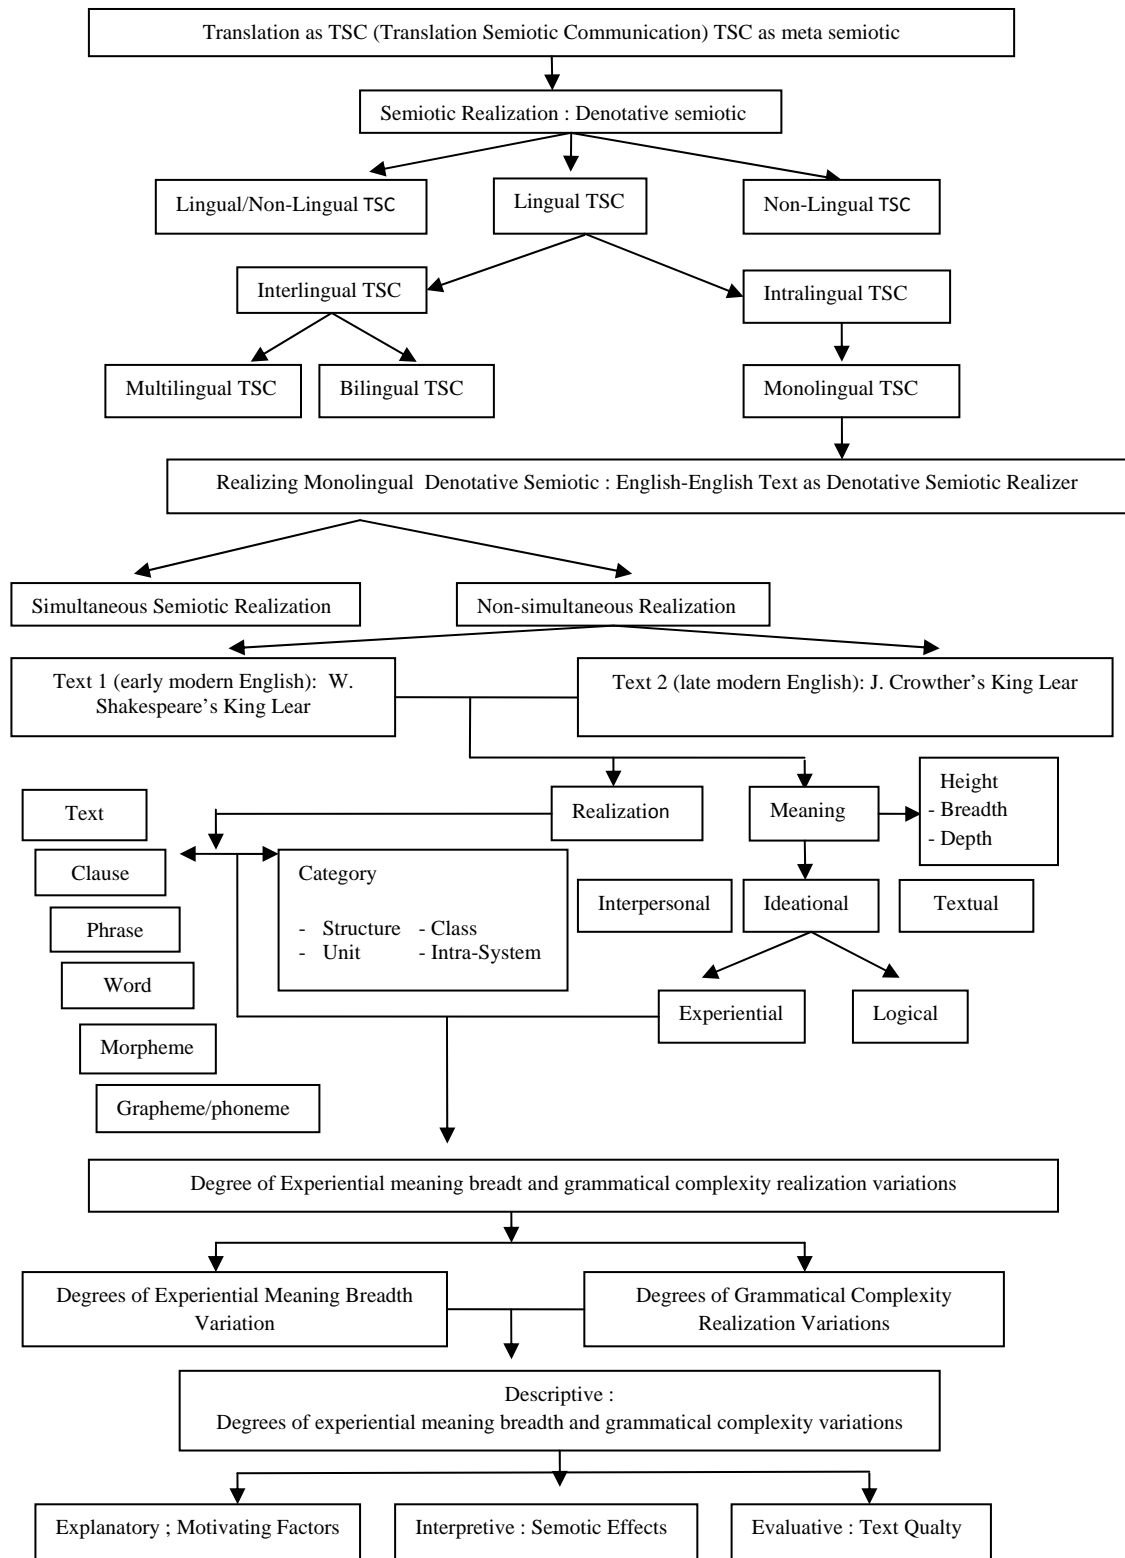 Translation as TSC (Translation Semiotic Communication) TSC as meta semiotic
Semiotic Realization : Denotative semiotic
Lingual/Non-Lingual TSC
Lingual TSC
Non-Lingual TSC
Interlingual TSC
Intralingual TSC
Multilingual TSC
Bilingual TSC
Monolingual TSC
Realizing Monolingual Denotative Semiotic : English-English Text as Denotative Semiotic Realizer
Simultaneous Semiotic Realization
Non-simultaneous Realization
Text 1 (early modern English): W.
Shakespeare's King Lear
Text 2 (late modern English): J. Crowther's King Lear
Text
Realization
Meaning
Height
- Breadth
- Depth
Clause
Category
- Structure - Class
- Unit - Intra-System
Interpersonal
Ideational
Textual
Phrase
Word
Experiential
Logical
Morpheme
Grapheme/phoneme
Degree of Experiential meaning breadt and grammatical complexity realization variations
Degrees of Experiential Meaning Breadth
Variation
Degrees of Grammatical Complexity
Realization Variations
Descriptive :
Degrees of experiential meaning breadth and grammatical complexity variations
Explanatory ; Motivating Factors
Interpretive : Semotic Effects
Evaluative : Text Qualty